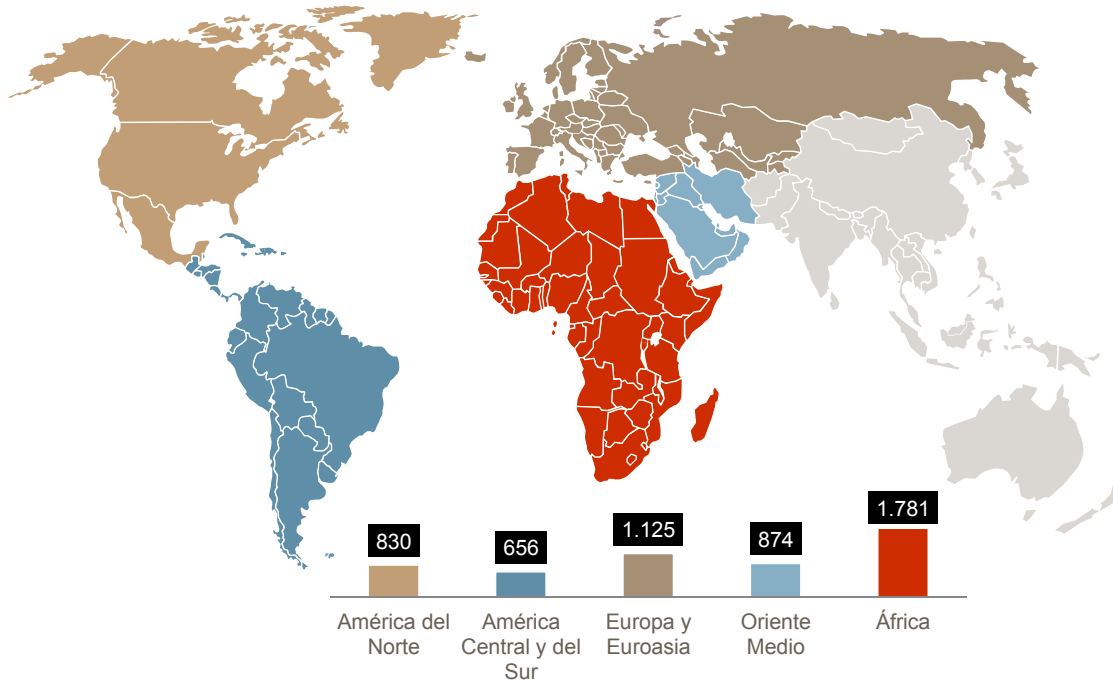 830
656
1.125
874
1.781
América del
Norte
América
Central y del
Sur
Europa y
Euroasia
Oriente
Medio
África